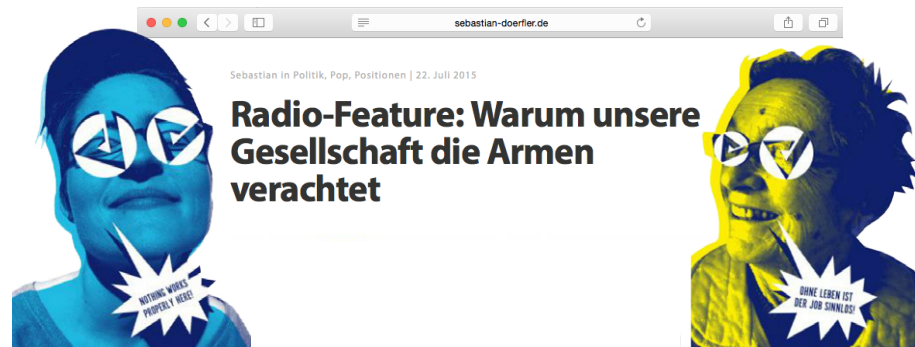 sebastian-doerfler.de
Sebastian in Politik, Pop, Positionen | 22. Juli 2015
Radio-Feature: Warum unsere
Gesellschaft die Armen
verachtet
NOTHING WORKS
PROPERLY HERE!
OHNE LEBEN IST
DER JOB SINNLOS!